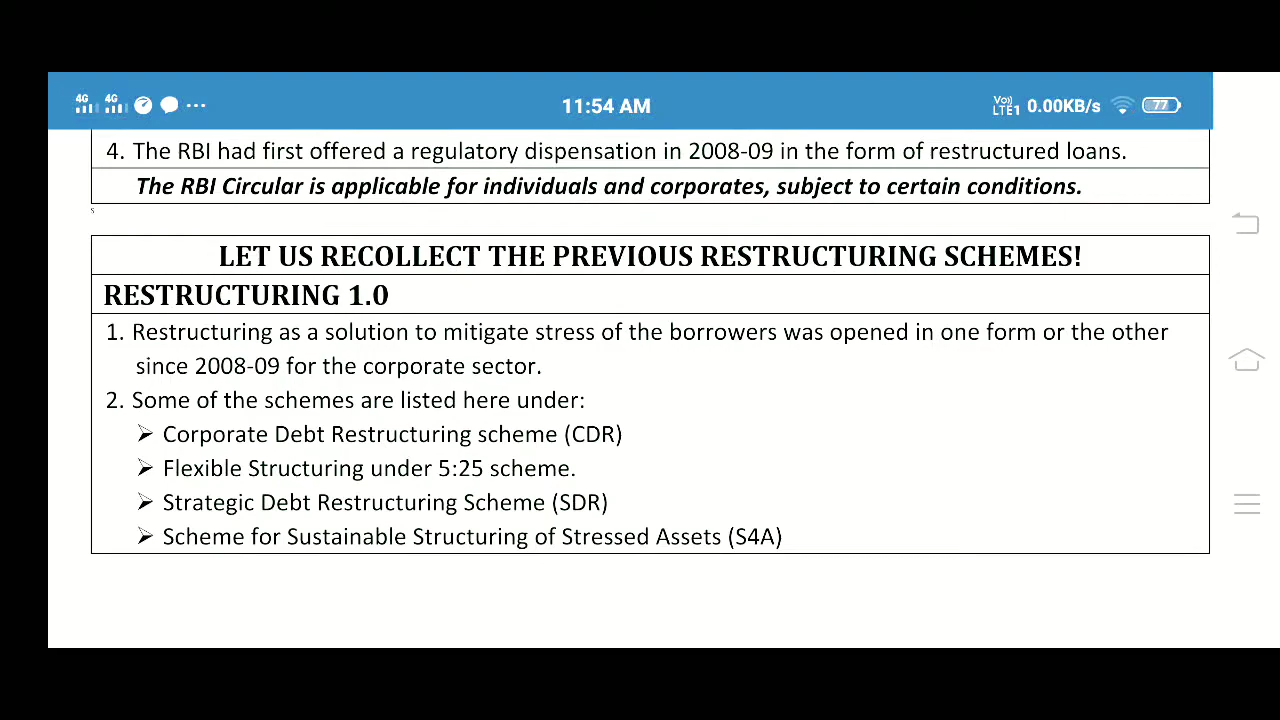 4G 4G 11:54 AM Vo)) LTE1 0.00KB/s 77
4. The RBI had first offered a regulatory dispensation in 2008-09 in the form of restructured loans.
The RBI Circular is applicable for individuals and corporates, subject to certain conditions.
s
LET US RECOLLECT THE PREVIOUS RESTRUCTURING SCHEMES!
RESTRUCTURING 1.0
1. Restructuring as a solution to mitigate stress of the borrowers was opened in one form or the other
since 2008-09 for the corporate sector.
2. Some of the schemes are listed here under:
➢ Corporate Debt Restructuring scheme (CDR)
➢ Flexible Structuring under 5:25 scheme.
➢ Strategic Debt Restructuring Scheme (SDR)
➢ Scheme for Sustainable Structuring of Stressed Assets (S4A)